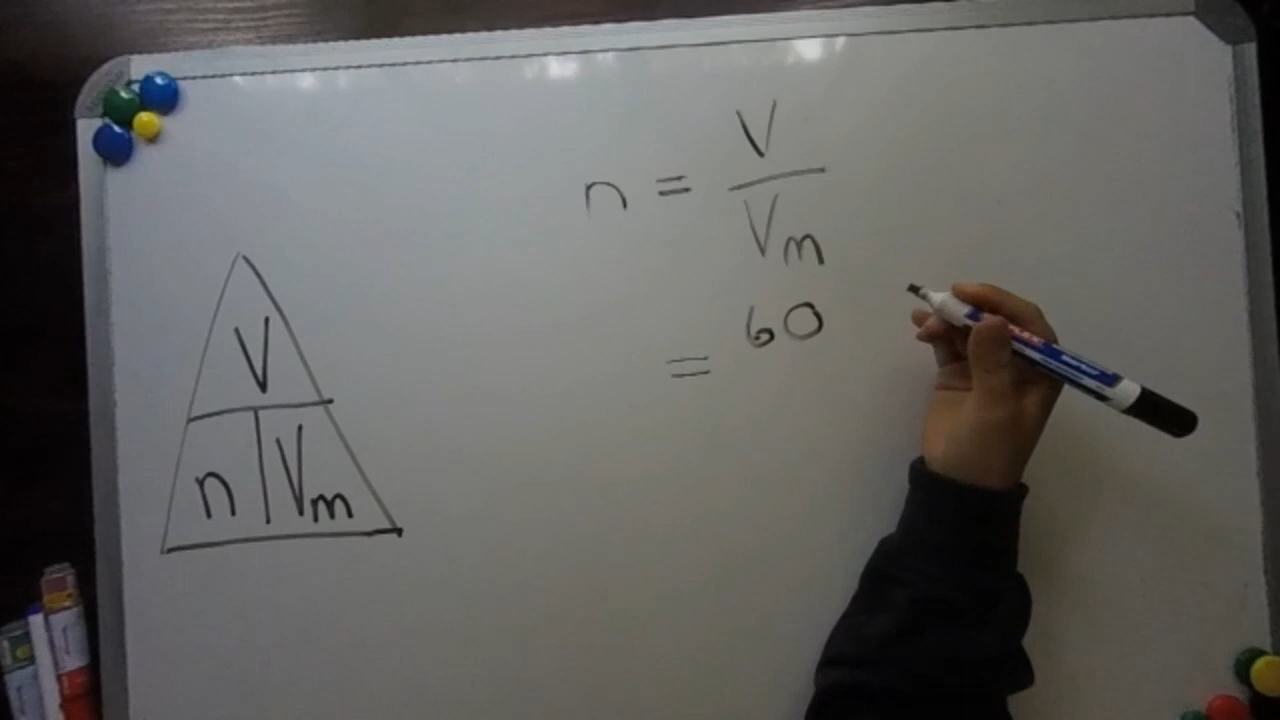 n = V
Vm
= 60
V
n Vm